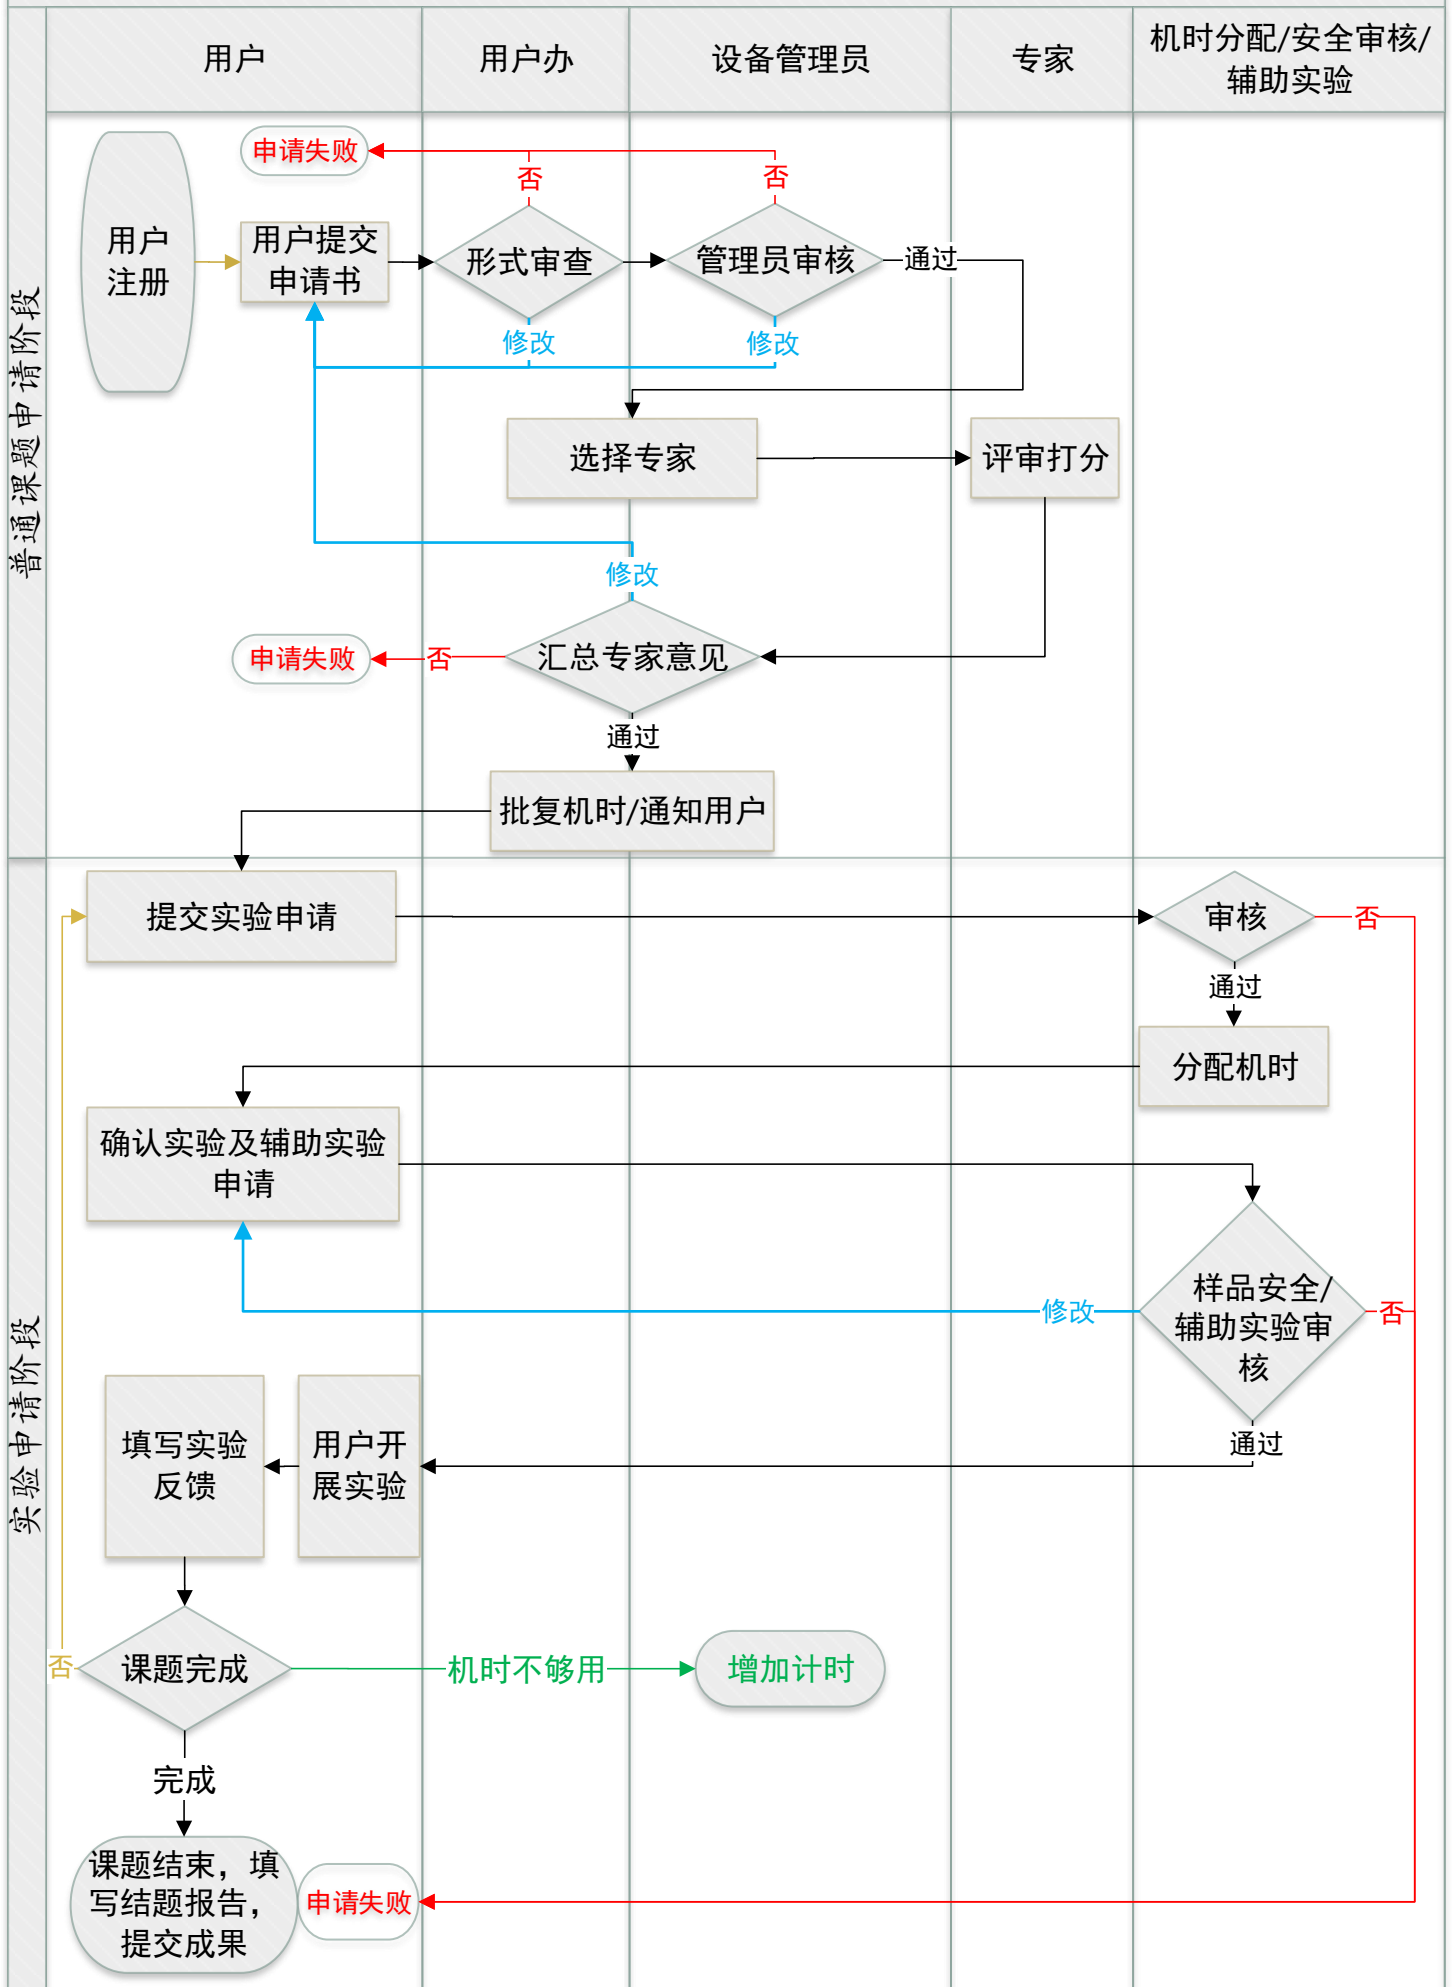 用户
用户办
设备管理员
专家
机时分配/安全审核/
辅助实验
普通课题申请阶段
申请失败
否
否
用户
注册
用户提交
申请书
形式审查
管理员审核
通过
修改
修改
选择专家
评审打分
修改
申请失败
否
汇总专家意见
通过
批复机时/通知用户
实验申请阶段
提交实验申请
审核
否
通过
分配机时
确认实验及辅助实验
申请
修改
样品安全/
辅助实验审
核
否
通过
填写实验
反馈
用户开
展实验
否
课题完成
机时不够用
增加计时
完成
课题结束，填
写结题报告，
提交成果
申请失败